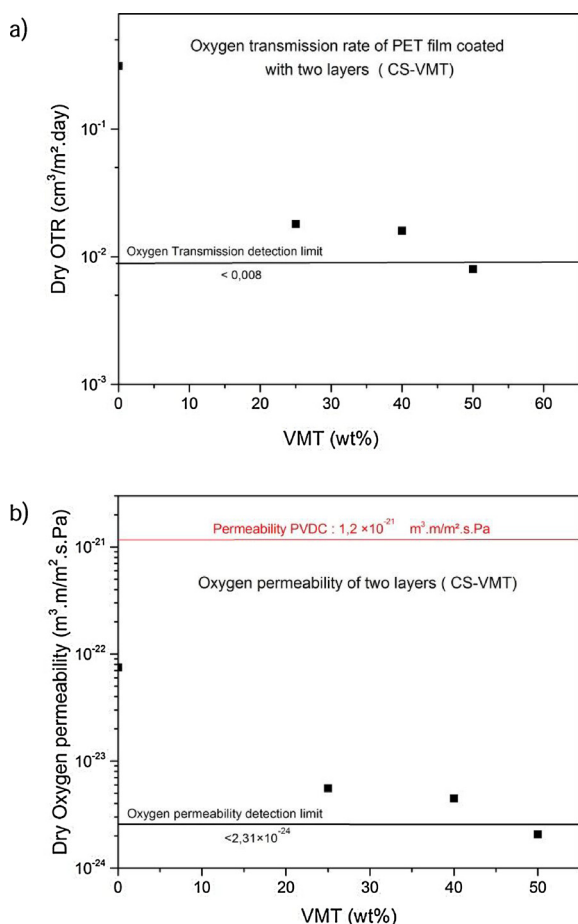 a)
Oxygen transmission rate of PET film coated
with two layers ( CS-VMT)
Dry OTR (cm³/m².day)
10⁻¹
Oxygen Transmission detection limit
10⁻²
< 0,008
10⁻³
0 10 20 30 40 50 60
VMT (wt%)
b)
Permeability PVDC : 1,2 ×10⁻²¹ m³.m/m².s.Pa
10⁻²¹
Oxygen permeability of two layers ( CS-VMT)
Dry Oxygen permeability (m³.m/m².s.Pa)
10⁻²²
10⁻²³
Oxygen permeability detection limit
<2,31×10⁻²⁴
10⁻²⁴
0 10 20 30 40 50
VMT (wt%)